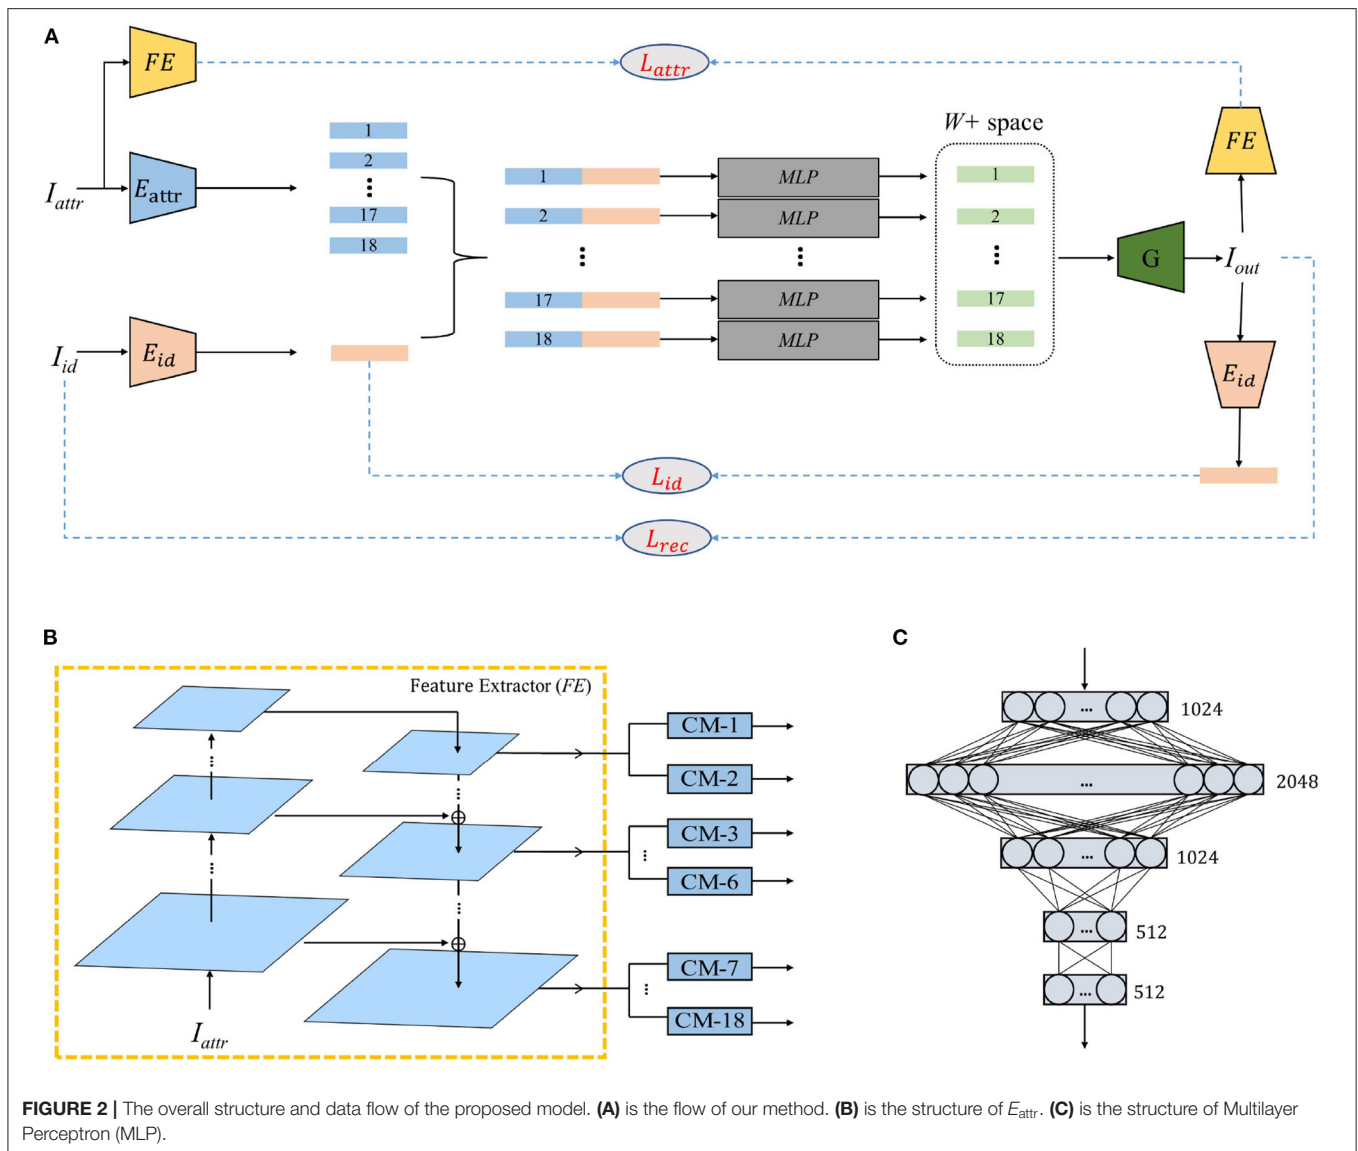 A
FE
L_attr
W+ space
FE
1
2
17
18
I_attr
E_attr
1 MLP 1
2 MLP 2
G
I_out
17 MLP 17
18 MLP 18
I_id
E_id
E_id
L_id
L_rec
B
Feature Extractor (FE)
CM-1
CM-2
CM-3
...
CM-6
CM-7
...
CM-18
I_attr
C
... 1024
... 2048
... 1024
... 512
... 512
FIGURE 2 | The overall structure and data flow of the proposed model. (A) is the flow of our method. (B) is the structure of E_attr. (C) is the structure of Multilayer
Perceptron (MLP).